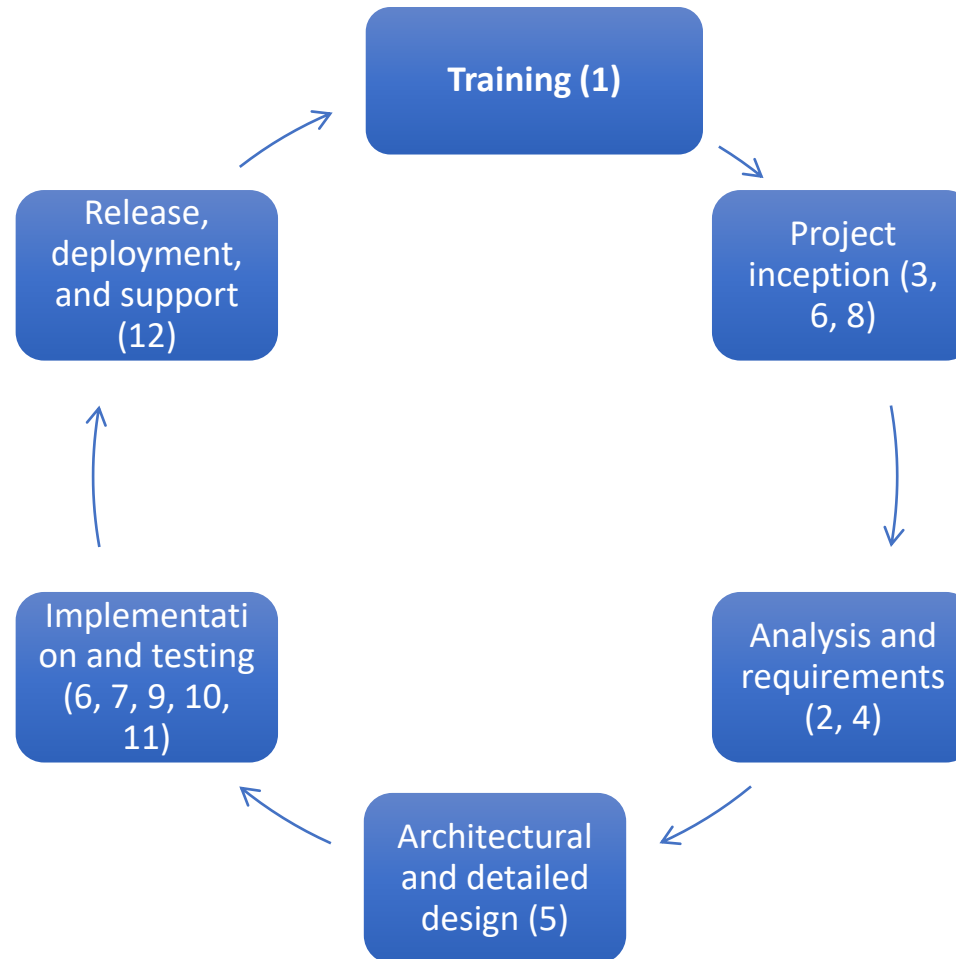 Training (1)
Project
inception (3,
6, 8)
Analysis and
requirements
(2, 4)
Architectural
and detailed
design (5)
Implementati
on and testing
(6, 7, 9, 10,
11)
Release,
deployment,
and support
(12)